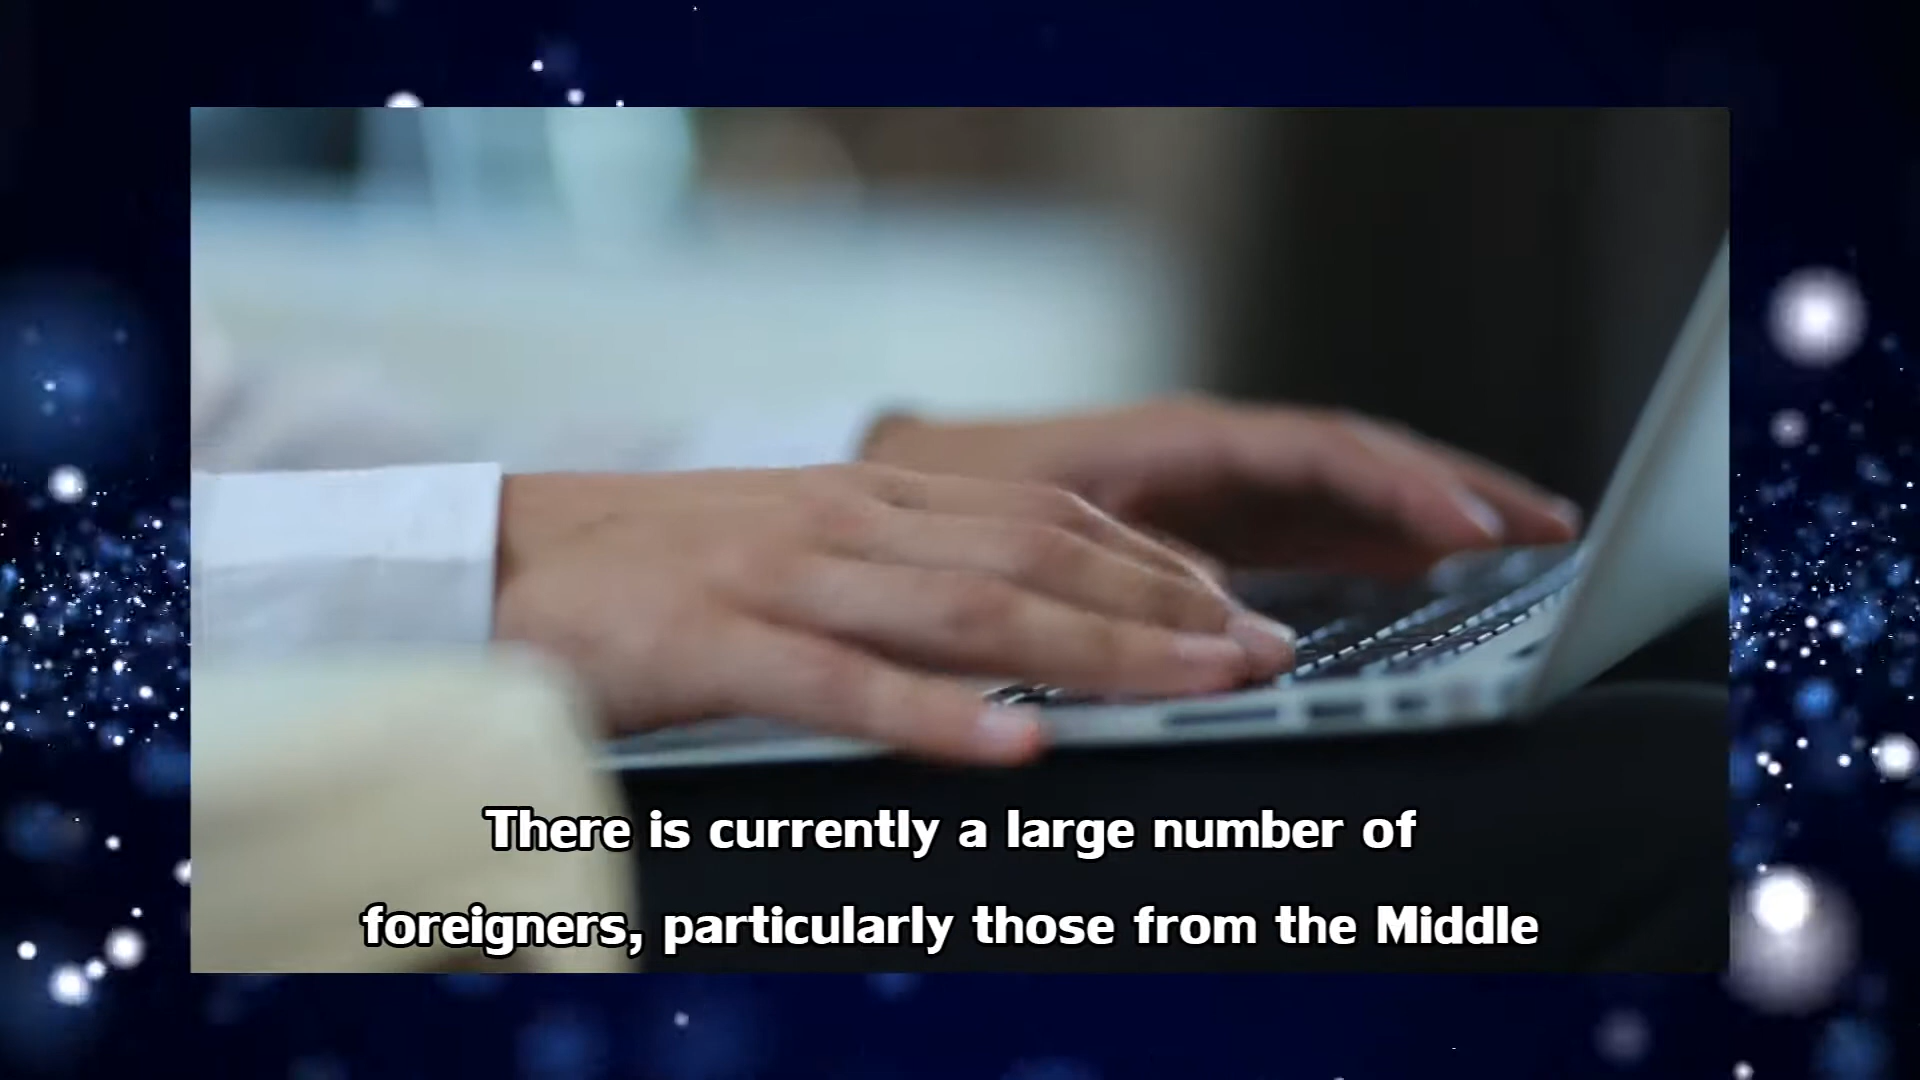 There is currently a large number of
foreigners, particularly those from the Middle